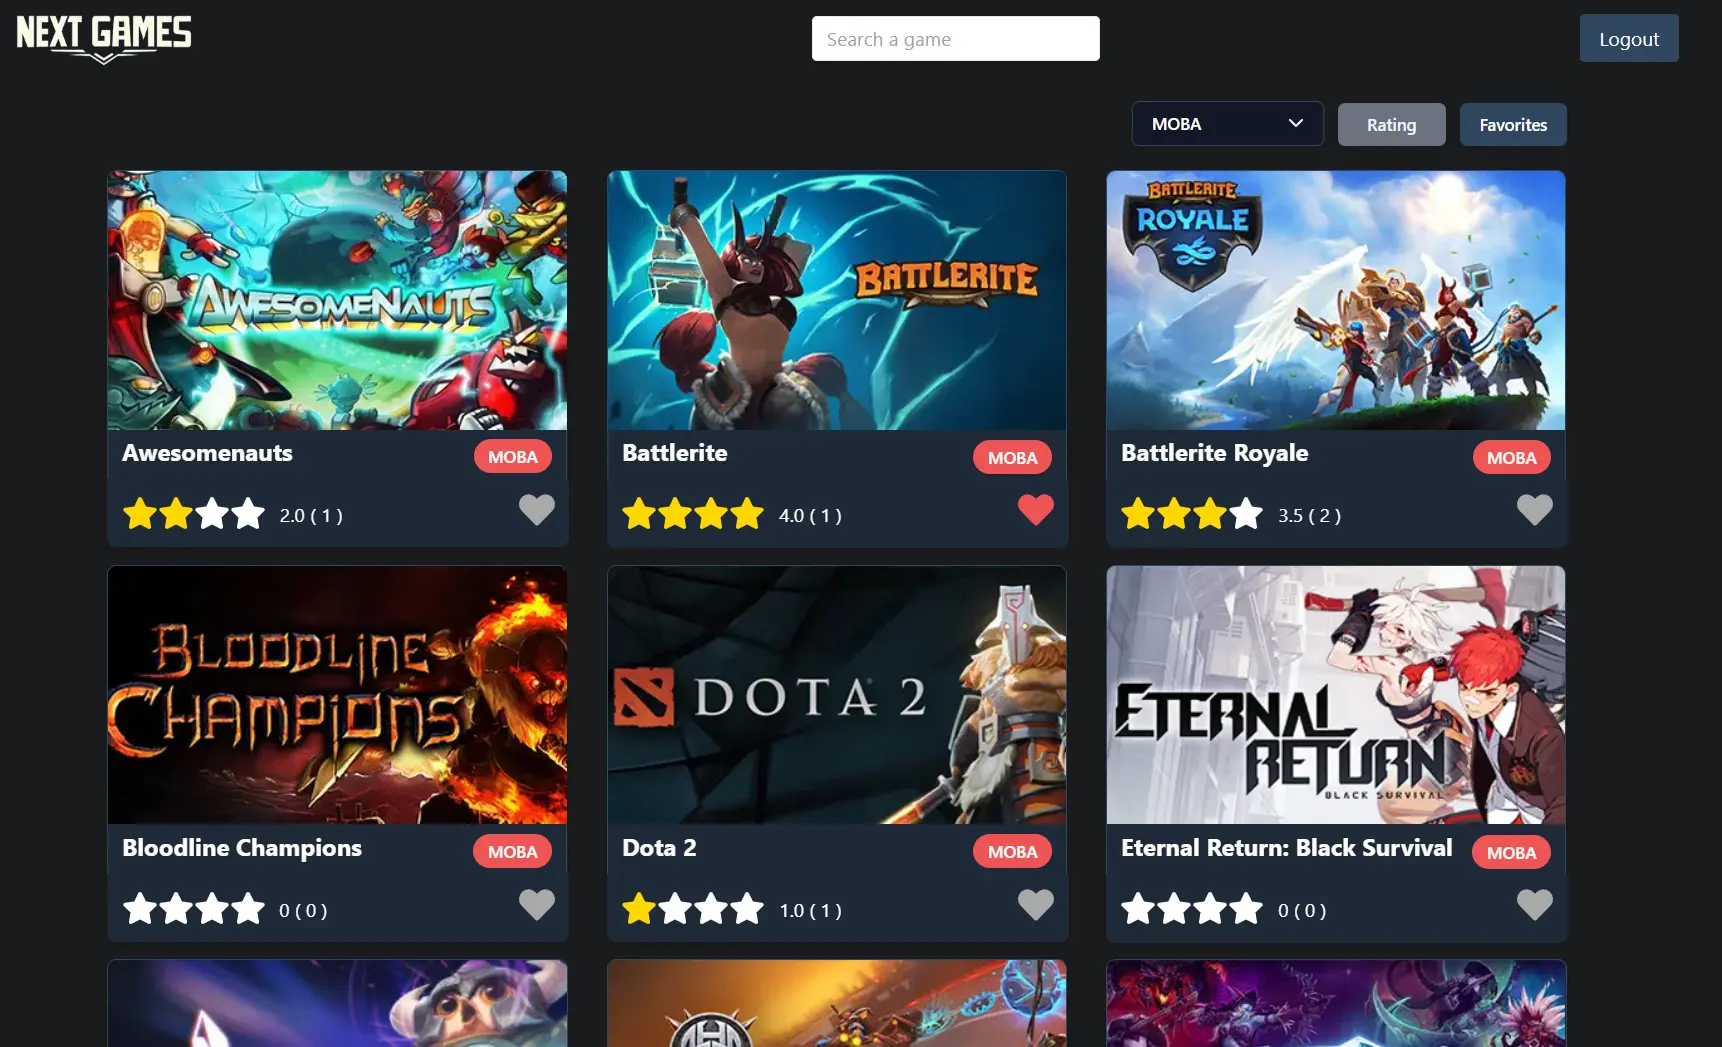 NEXT GAMES
Search a game
Logout
MOBA
Rating
Favorites
AWESOMENAUTS
BATTLERITE
BATTLERITE
ROYALE
Awesomenauts
MOBA
2.0 ( 1 )
Battlerite
MOBA
4.0 ( 1 )
Battlerite Royale
MOBA
3.5 ( 2 )
BLOODLINE
CHAMPIONS
DOTA 2
ETERNAL
RETURN
BLACK SURVIVAL
Bloodline Champions
MOBA
0 ( 0 )
Dota 2
MOBA
1.0 ( 1 )
Eternal Return: Black Survival
MOBA
0 ( 0 )